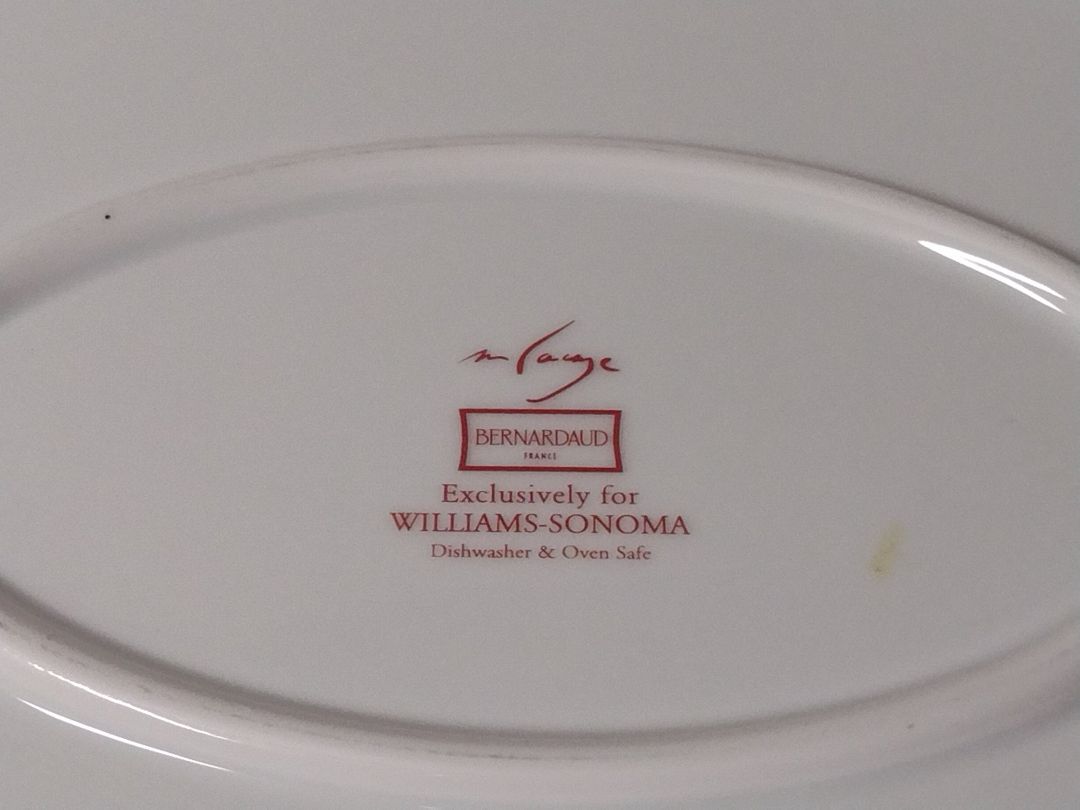 BERNARDAUD
FRANCE
Exclusively for
WILLIAMS-SONOMA
Dishwasher & Oven Safe